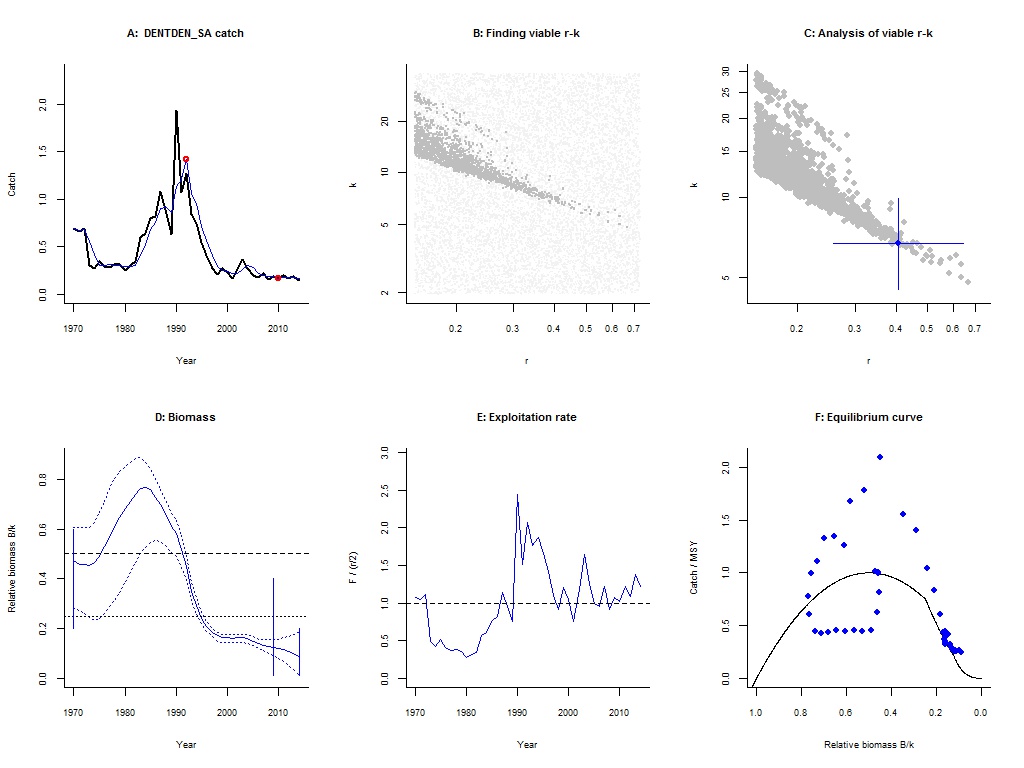 A: DENTDEN_SA catch
Catch
2.0
1.5
1.0
0.5
0.0
1970 1980 1990 2000 2010
Year
B: Finding viable r-k
k
20
10
5
2
0.2 0.3 0.4 0.5 0.6 0.7
r
C: Analysis of viable r-k
k
30
25
20
15
10
5
0.2 0.3 0.4 0.5 0.6 0.7
r
D: Biomass
Relative biomass B/k
0.8
0.6
0.4
0.2
0.0
1970 1980 1990 2000 2010
Year
E: Exploitation rate
F / (r/2)
3.0
2.5
2.0
1.5
1.0
0.5
0.0
1970 1980 1990 2000 2010
Year
F: Equilibrium curve
Catch / MSY
2.0
1.5
1.0
0.5
0.0
1.0 0.8 0.6 0.4 0.2 0.0
Relative biomass B/k